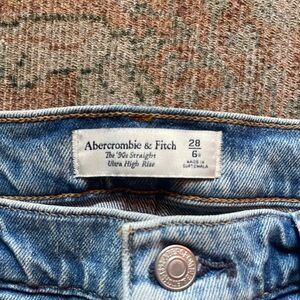 Abercrombie & Fitch
The '90s Straight
Ultra High Rise
28
6R
MADE IN
GUATEMALA